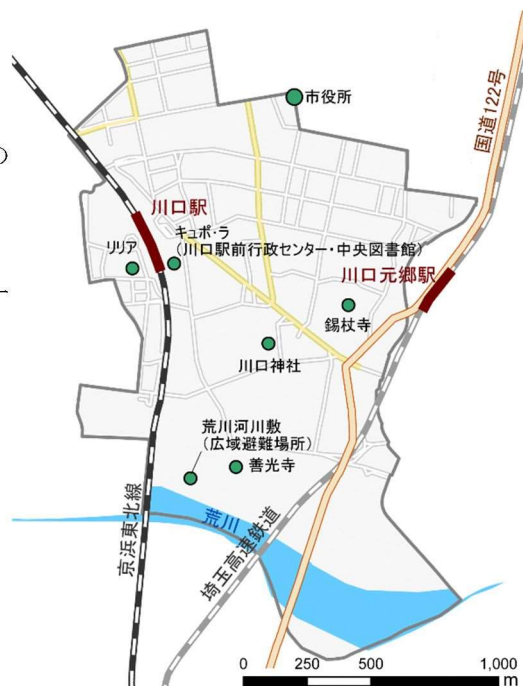 市役所
国道122号
の
川口駅
キュポ・ラ
(川口駅前行政センター・中央図書館)
リリア
川口元郷駅
ー
錫杖寺
川口神社
荒川河川敷
(広域避難場所)
善光寺
荒川
京浜東北線
埼玉高速鉄道
0 250 500 1,000
m